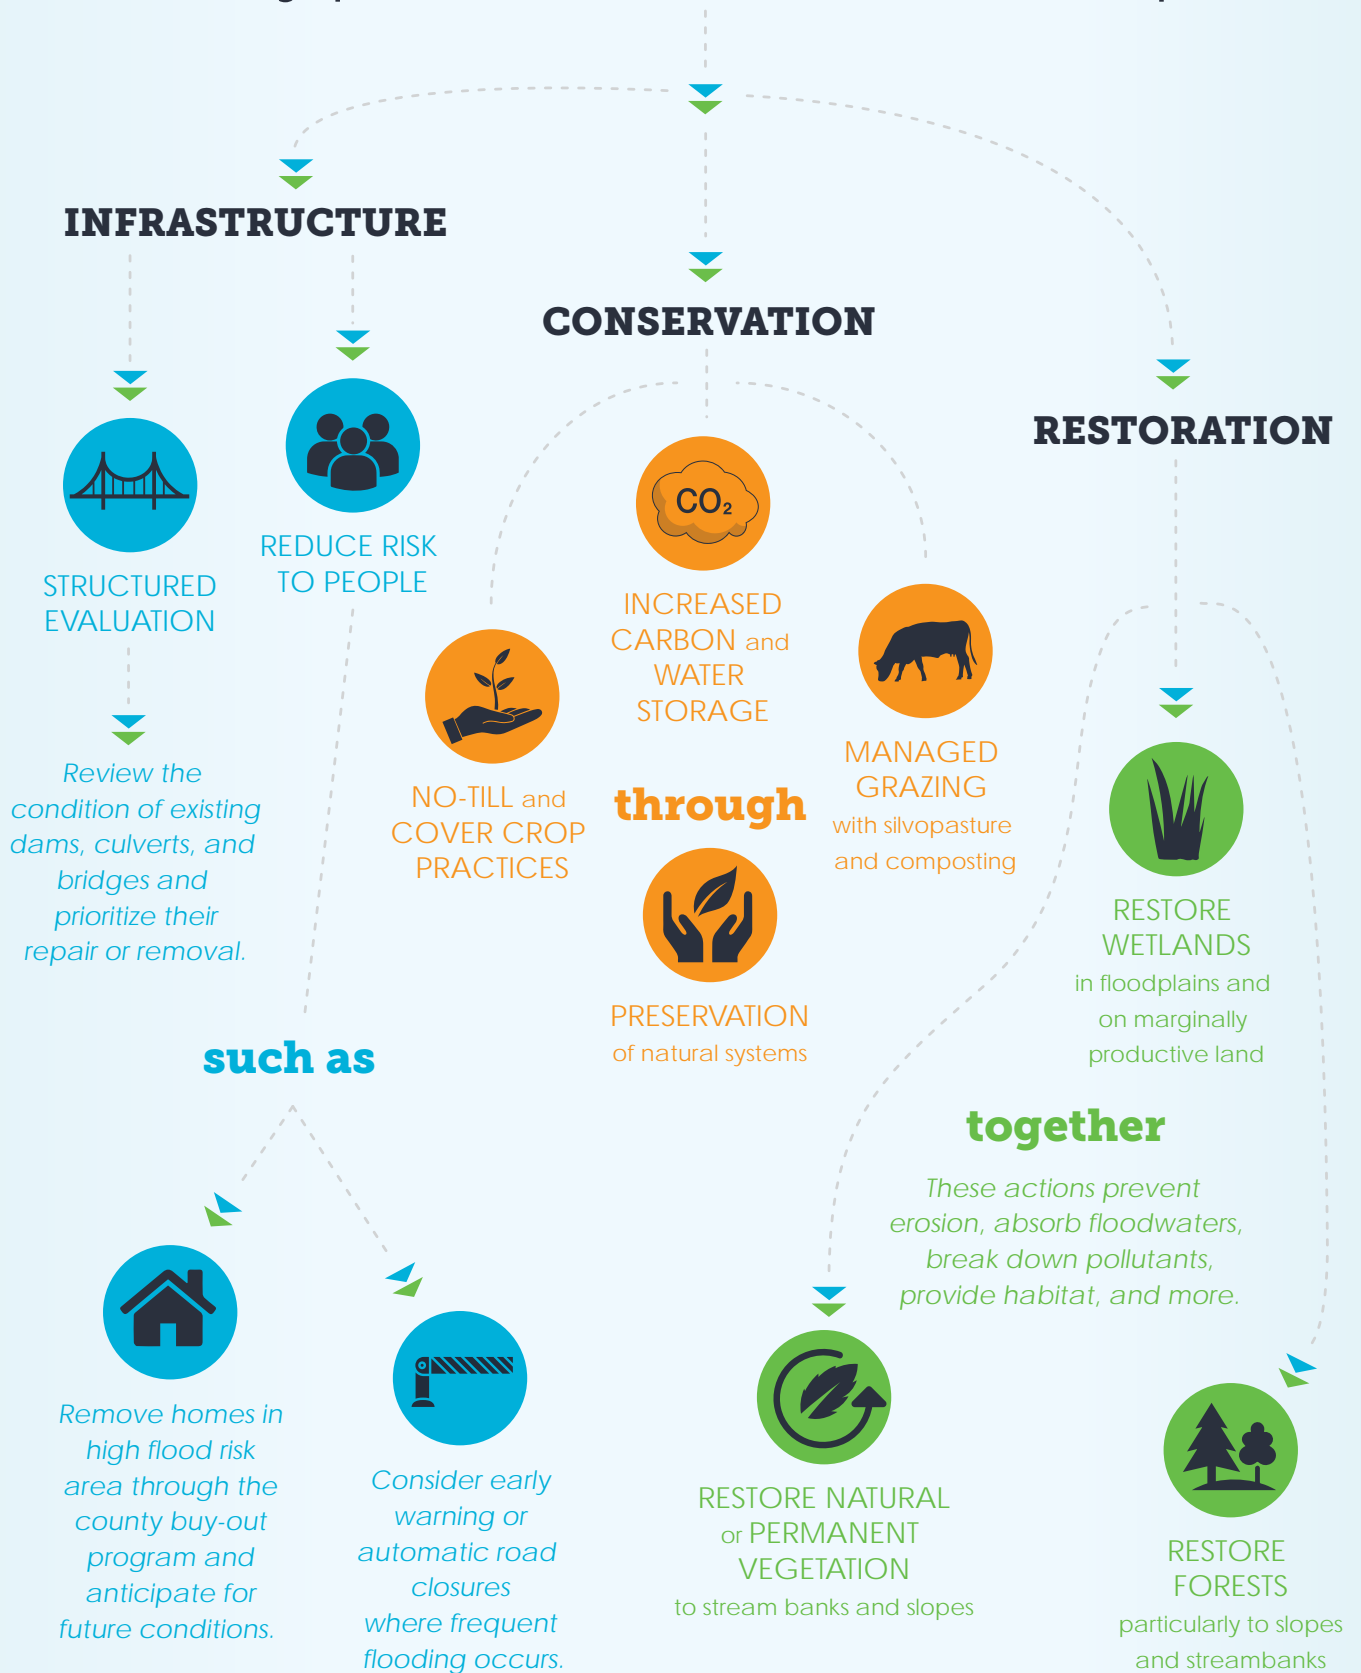 INFRASTRUCTURE
STRUCTURED
EVALUATION
Review the
condition of existing
dams, culverts, and
bridges and
prioritize their
repair or removal.
REDUCE RISK
TO PEOPLE
such as
Remove homes in
high flood risk
area through the
county buy-out
program and
anticipate for
future conditions.
Consider early
warning or
automatic road
closures
where frequent
flooding occurs.
CONSERVATION
NO-TILL and
COVER CROP
PRACTICES
CO₂
INCREASED
CARBON and
WATER
STORAGE
through
PRESERVATION
of natural systems
MANAGED
GRAZING
with silvopasture
and composting
RESTORATION
RESTORE
WETLANDS
in floodplains and
on marginally
productive land
together
These actions prevent
erosion, absorb floodwaters,
break down pollutants,
provide habitat, and more.
RESTORE NATURAL
or PERMANENT
VEGETATION
to stream banks and slopes
RESTORE
FORESTS
particularly to slopes
and streambanks